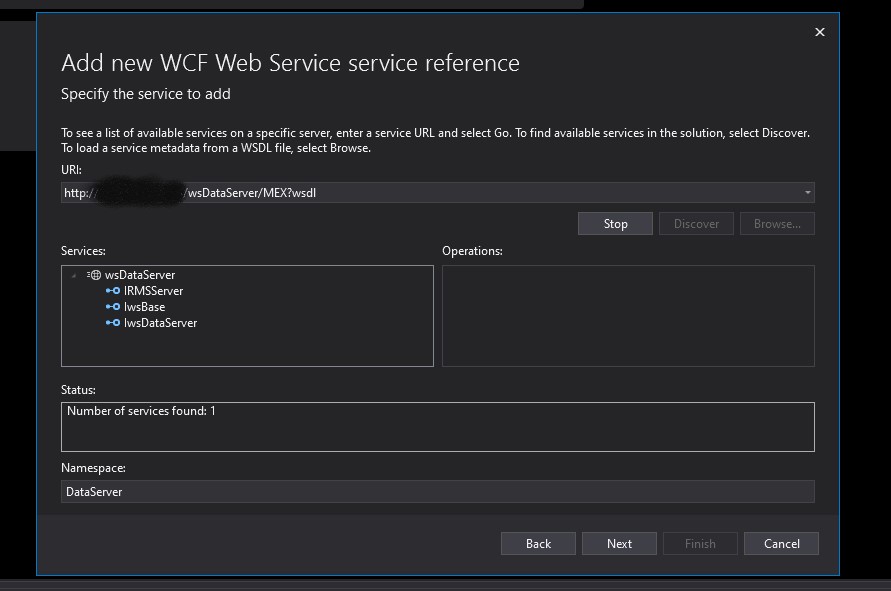 Add new WCF Web Service service reference
Specify the service to add
To see a list of available services on a specific server, enter a service URL and select Go. To find available services in the solution, select Discover.
To load a service metadata from a WSDL file, select Browse.
URI:
http:/ /wsDataServer/MEX?wsdl
Stop Discover Browse...
Services: Operations:
wsDataServer
IRMSServer
IwsBase
IwsDataServer
Status:
Number of services found: 1
Namespace:
DataServer
Back Next Finish Cancel